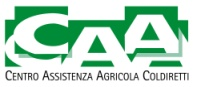 CAA
CENTRO ASSISTENZA AGRICOLA COLDIRETTI